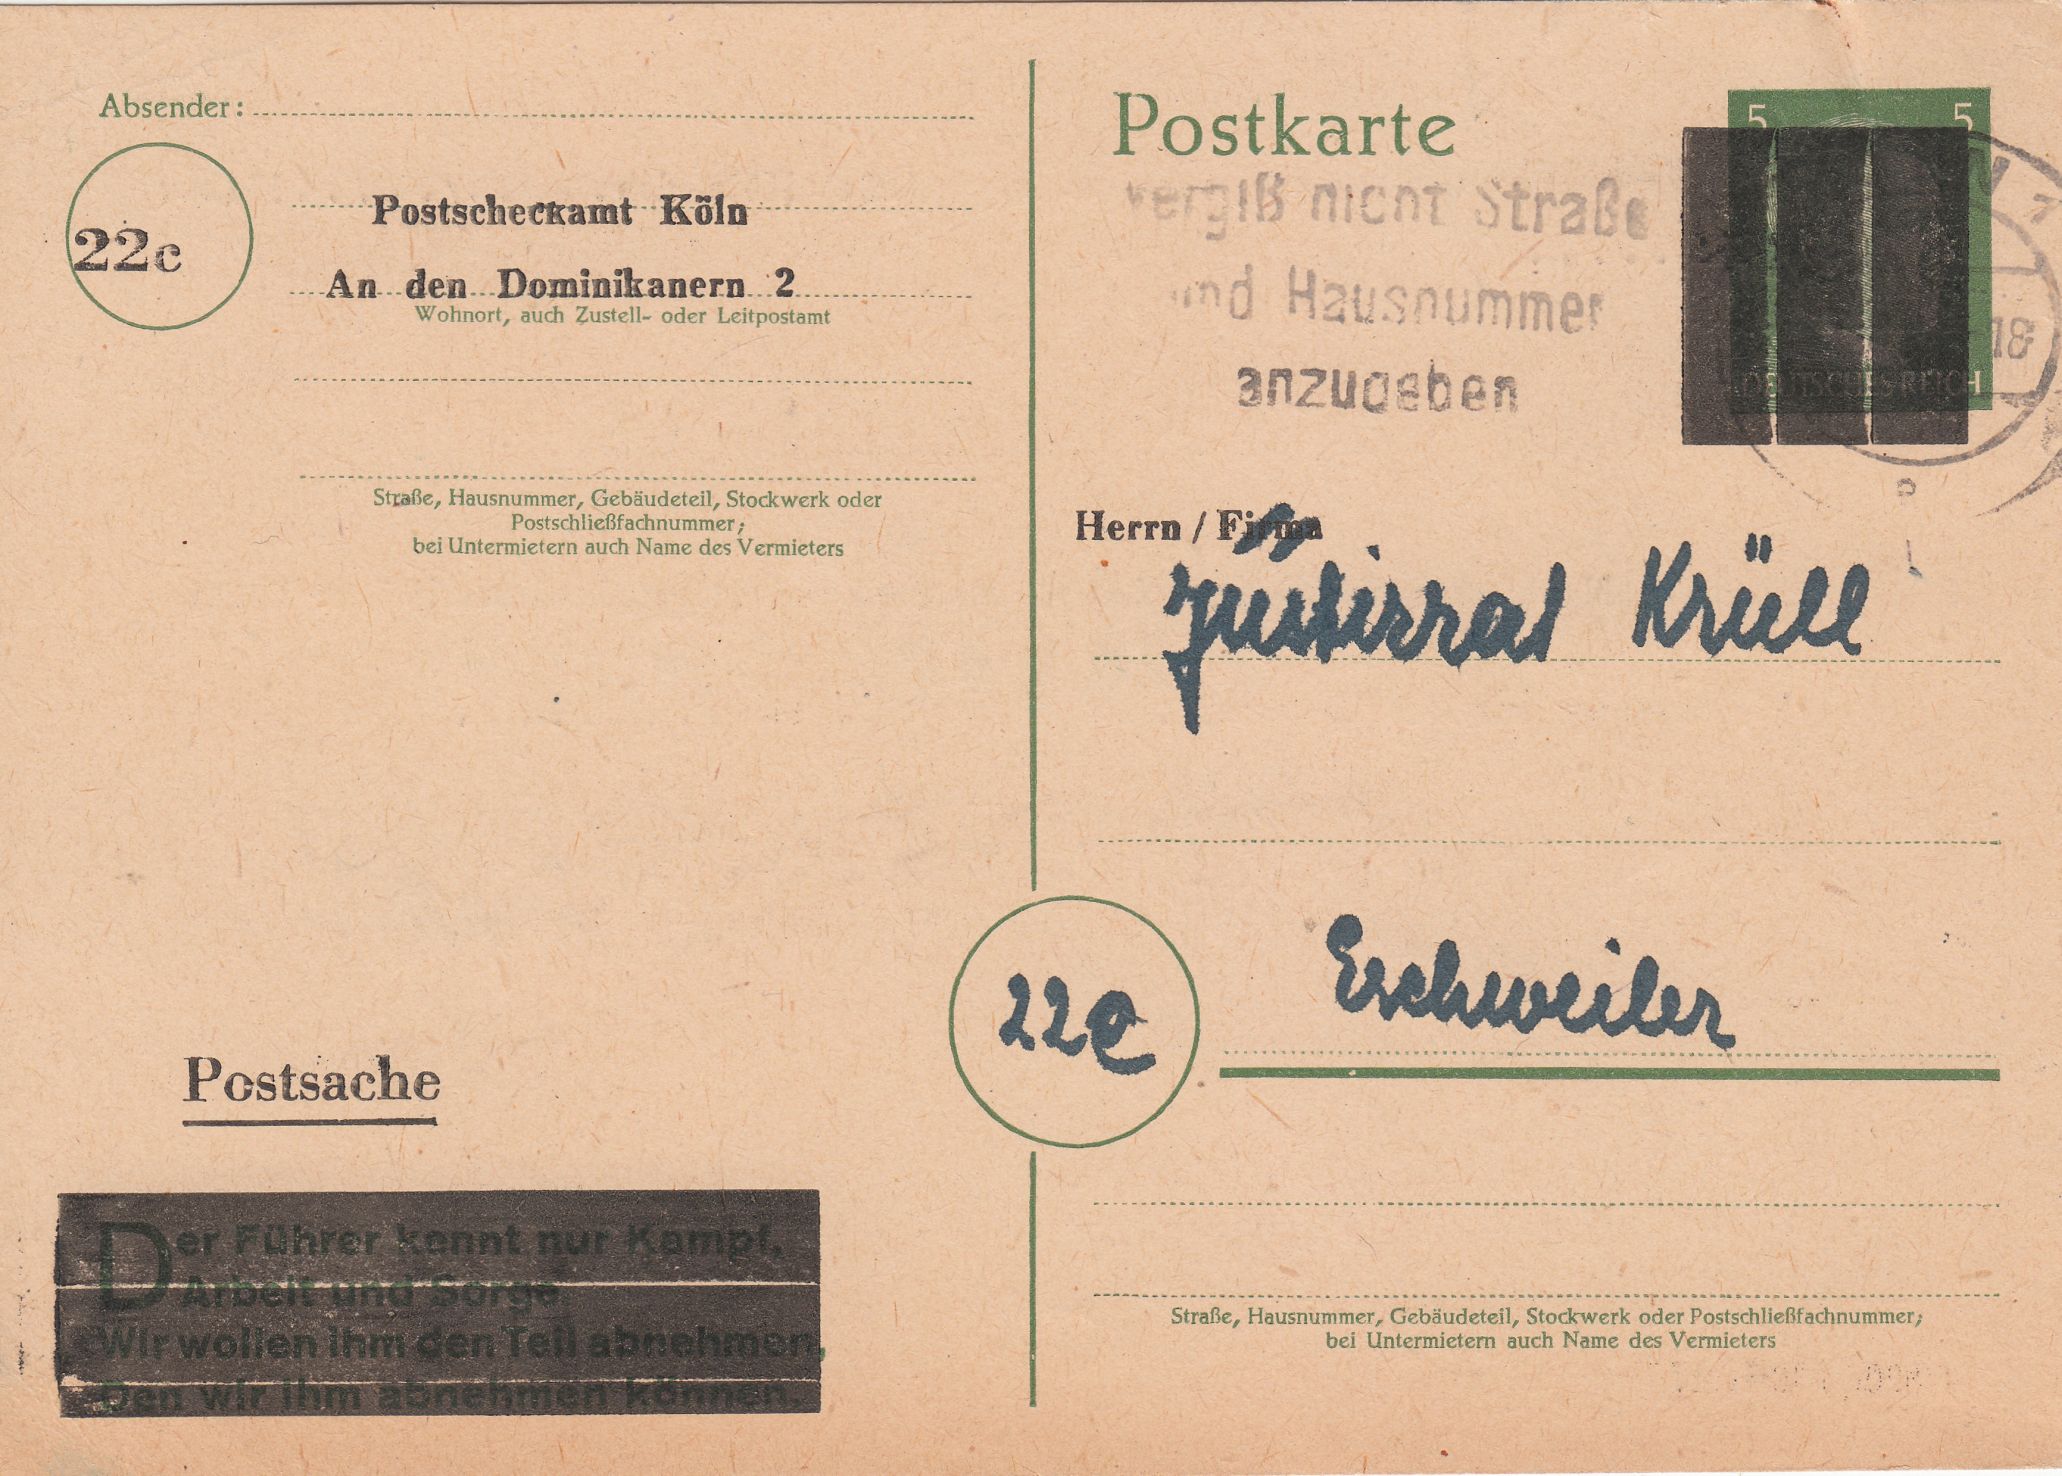 Absender:
22c
Postscheckamt Köln
An den Dominikanern 2
Wohnort, auch Zustell- oder Leitpostamt
Straße, Hausnummer, Gebäudeteil, Stockwerk oder
Postschließfachnummer;
bei Untermietern auch Name des Vermieters
Postsache
Der Führer kennt nur Kampf,
Arbeit und Sorge.
Wir wollen ihm den Teil abnehmen,
Den wir ihm abnehmen können.
Postkarte
5 5
DEUTSCHES REICH
Vergiß nicht Straße
und Hausnummer
anzugeben
18
Herrn / Firma
Justizrat Krüll
22c
Eschweiler
Straße, Hausnummer, Gebäudeteil, Stockwerk oder Postschließfachnummer;
bei Untermietern auch Name des Vermieters